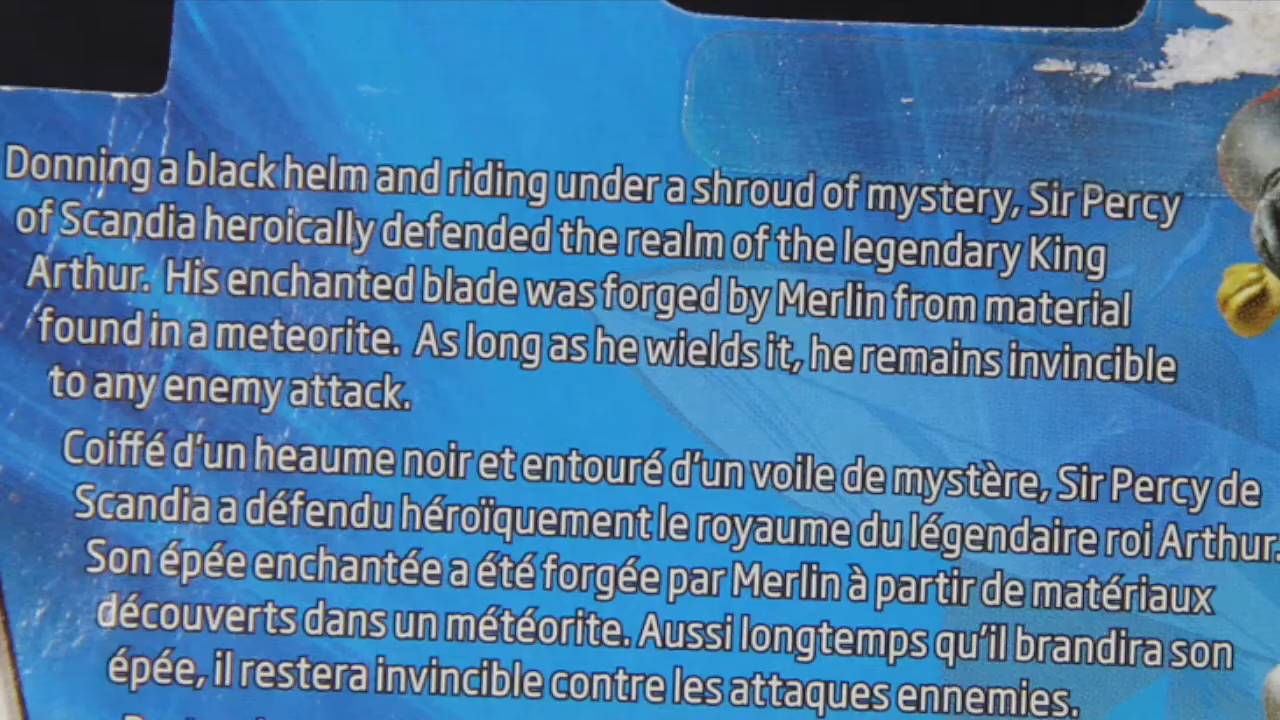 Donning a black helm and riding under a shroud of mystery, Sir Percy
of Scandia heroically defended the realm of the legendary King
Arthur. His enchanted blade was forged by Merlin from material
found in a meteorite. As long as he wields it, he remains invincible
to any enemy attack.
Coiffé d'un heaume noir et entouré d'un voile de mystère, Sir Percy de
Scandia a défendu héroïquement le royaume du légendaire roi Arthur.
Son épée enchantée a été forgée par Merlin à partir de matériaux
découverts dans un météorite. Aussi longtemps qu'il brandira son
épée, il restera invincible contre les attaques ennemies.